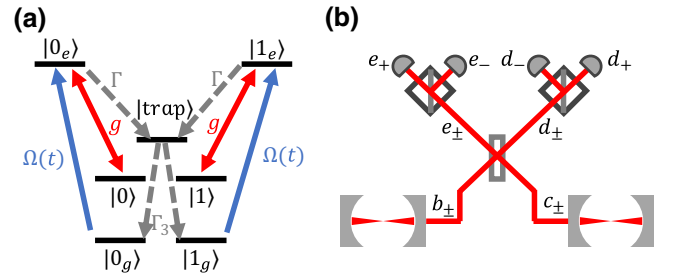 (a)
|0_e⟩ Γ Γ |1_e⟩
|trap⟩
g g
Ω(t) Ω(t)
|0⟩ |1⟩
Γ_3
|0_g⟩ |1_g⟩
(b)
e_+ e_- d_- d_+
e_± d_±
b_± c_±